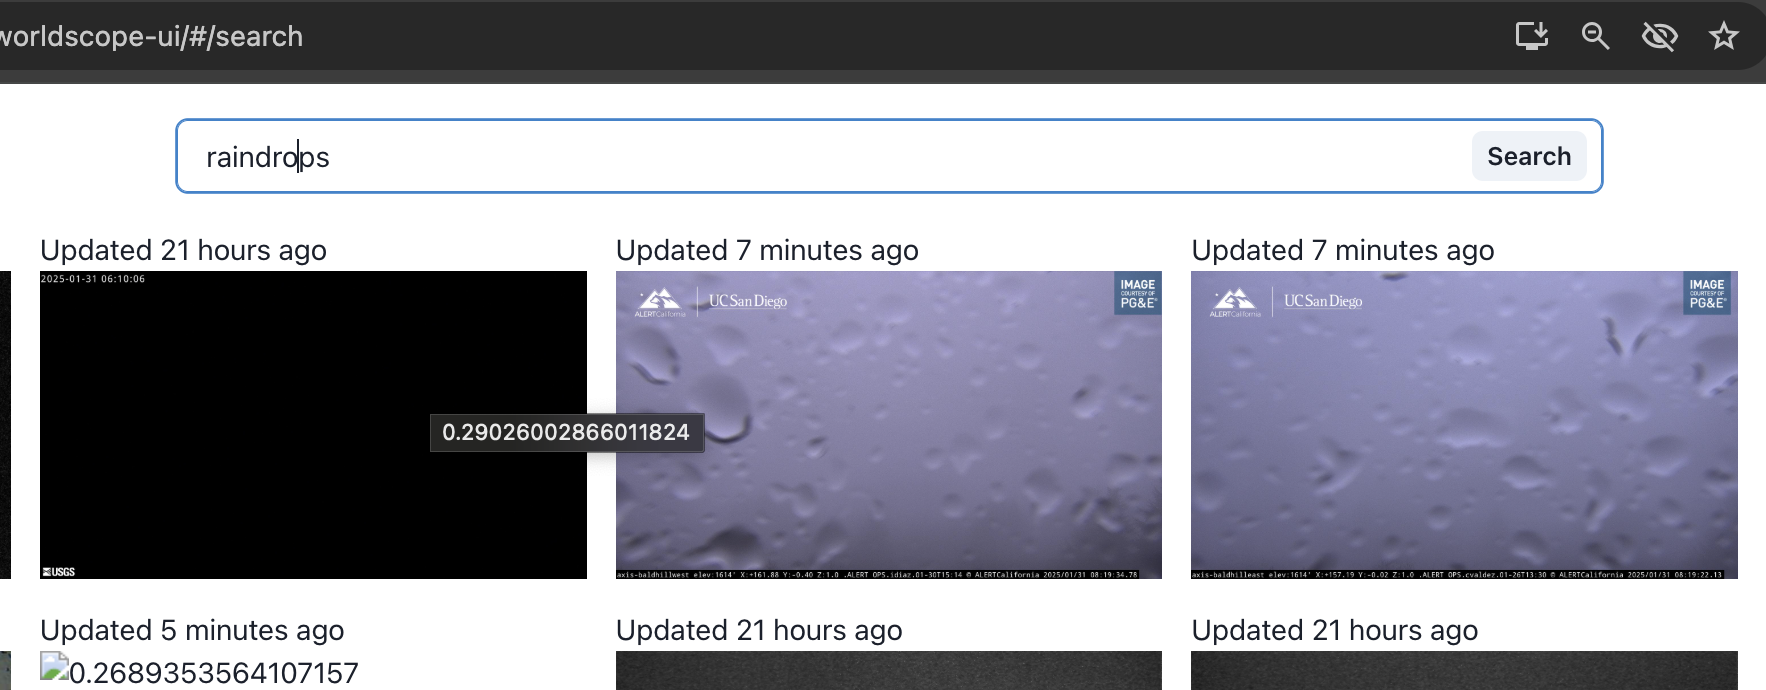 worldscope-ui/#/search
raindrops
Search
Updated 21 hours ago
Updated 7 minutes ago
Updated 7 minutes ago
2025-01-31 06:10:06
ALERTCalifornia
UC San Diego
IMAGE
COURTESY OF
PG&E
ALERTCalifornia
UC San Diego
IMAGE
COURTESY OF
PG&E
0.29026002866011824
USGS
axis-baldhillwest elev:1614' X:+161.88 Y:-0.40 Z:1.0 .ALERT OPS.idiaz.01-30T15:14 © ALERTCalifornia 2025/01/31 08:19:34.78
axis-baldhilleast elev:1614' X:+157.19 Y:-0.02 Z:1.0 .ALERT OPS.cvaldez.01-26T13:30 © ALERTCalifornia 2025/01/31 08:19:22.13
Updated 5 minutes ago
Updated 21 hours ago
Updated 21 hours ago
0.2689353564107157